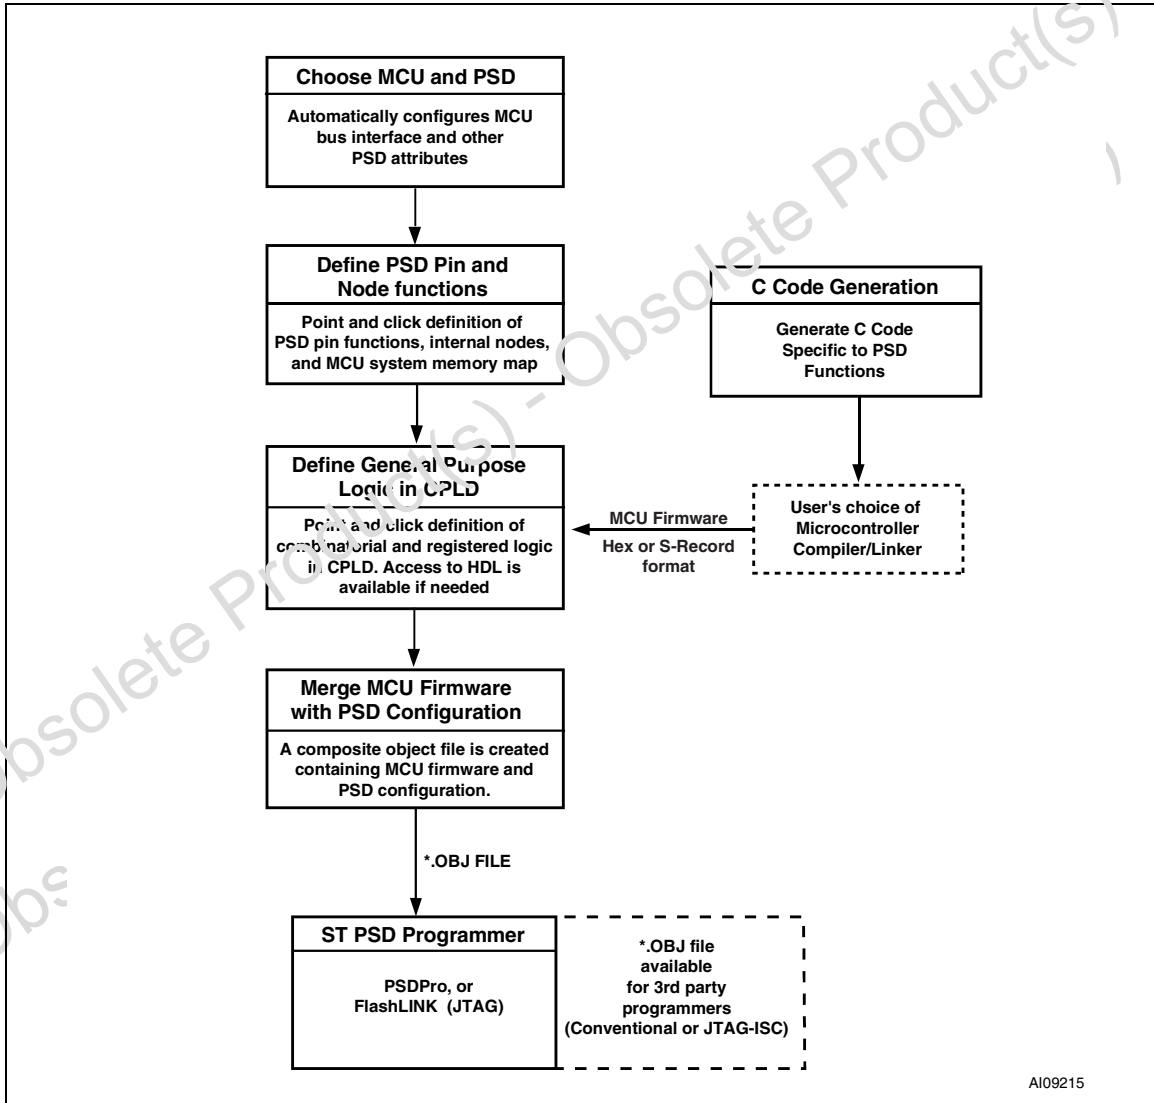 Choose MCU and PSD
Automatically configures MCU
bus interface and other
PSD attributes
Define PSD Pin and
Node functions
Point and click definition of
PSD pin functions, internal nodes,
and MCU system memory map
C Code Generation
Generate C Code
Specific to PSD
Functions
Define General Purpose
Logic in CPLD
Point and click definition of
combinatorial and registered logic
in CPLD. Access to HDL is
available if needed
MCU Firmware
Hex or S-Record
format
User's choice of
Microcontroller
Compiler/Linker
Merge MCU Firmware
with PSD Configuration
A composite object file is created
containing MCU firmware and
PSD configuration.
*.OBJ FILE
ST PSD Programmer
PSDPro, or
FlashLINK (JTAG)
*.OBJ file
available
for 3rd party
programmers
(Conventional or JTAG-ISC)
AI09215
Obsolete Product(s) - Obsolete Product(s)